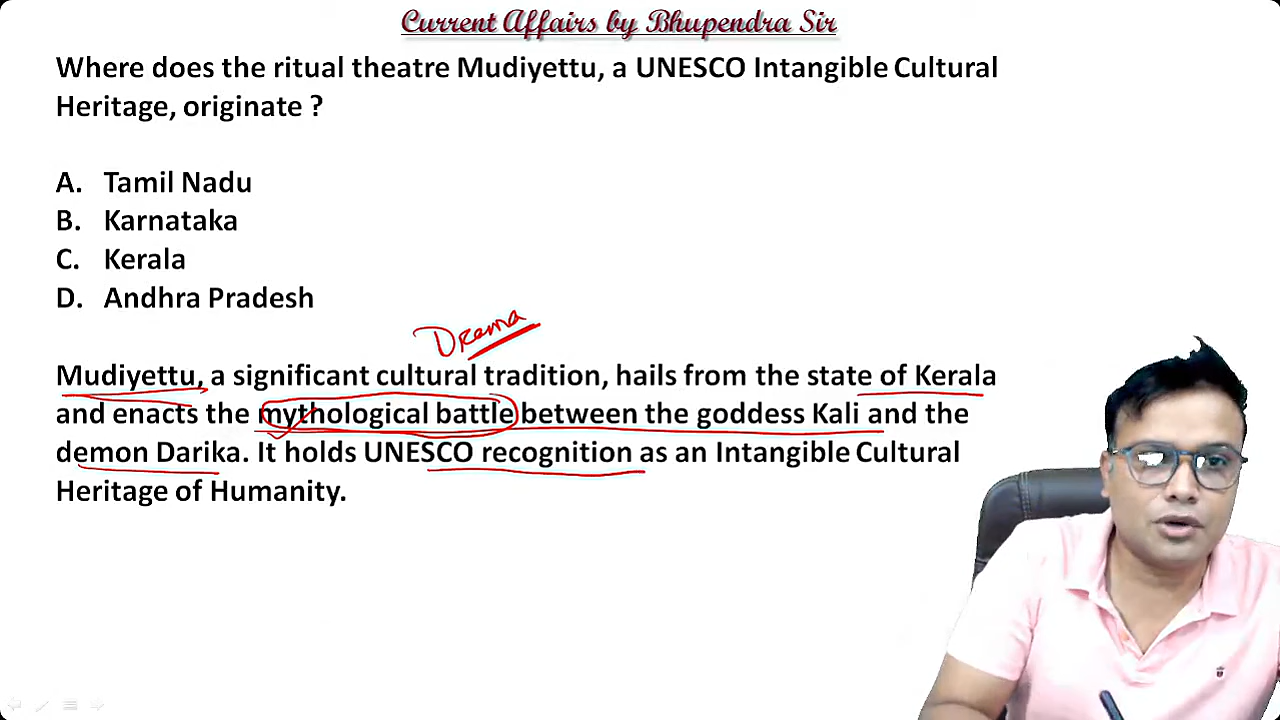 Current Affairs by Bhupendra Sir
Where does the ritual theatre Mudiyettu, a UNESCO Intangible Cultural
Heritage, originate ?
A. Tamil Nadu
B. Karnataka
C. Kerala
D. Andhra Pradesh
Drama
Mudiyettu, a significant cultural tradition, hails from the state of Kerala
and enacts the mythological battle between the goddess Kali and the
demon Darika. It holds UNESCO recognition as an Intangible Cultural
Heritage of Humanity.